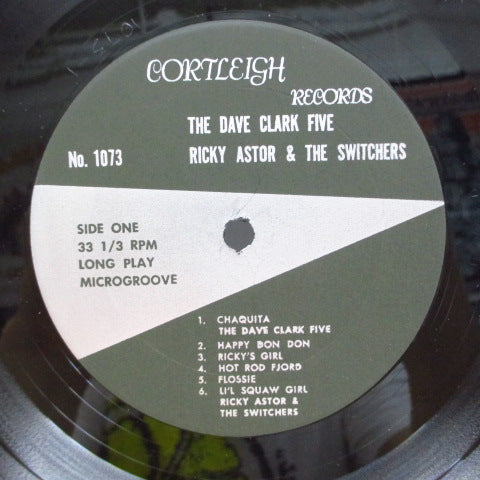 CORTLEIGH
RECORDS
THE DAVE CLARK FIVE
No. 1073
RICKY ASTOR & THE SWITCHERS
SIDE ONE
33 1/3 RPM
LONG PLAY
MICROGROOVE
1. CHAQUITA
THE DAVE CLARK FIVE
2. HAPPY BON DON
3. RICKY'S GIRL
4. HOT ROD FJORD
5. FLOSSIE
6. LI'L SQUAW GIRL
RICKY ASTOR &
THE SWITCHERS